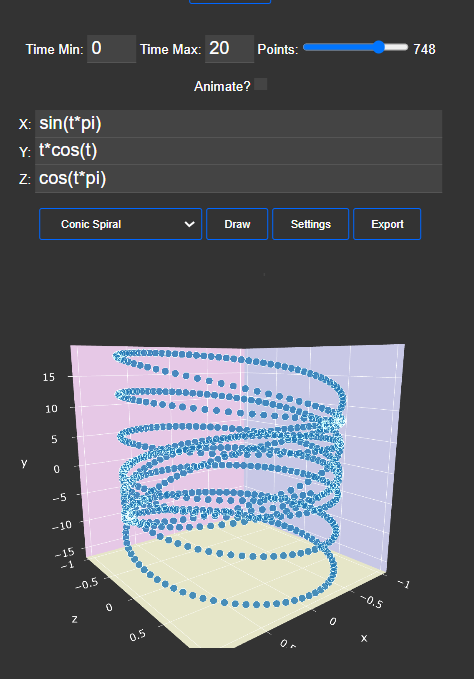 Time Min: 0 Time Max: 20 Points: 748
Animate?
X: sin(t*pi)
Y: t*cos(t)
Z: cos(t*pi)
Conic Spiral Draw Settings Export
15
10
5
y
0
−5
−10
−15
−1
−0.5
0
0.5
z
−1
−0.5
0
x